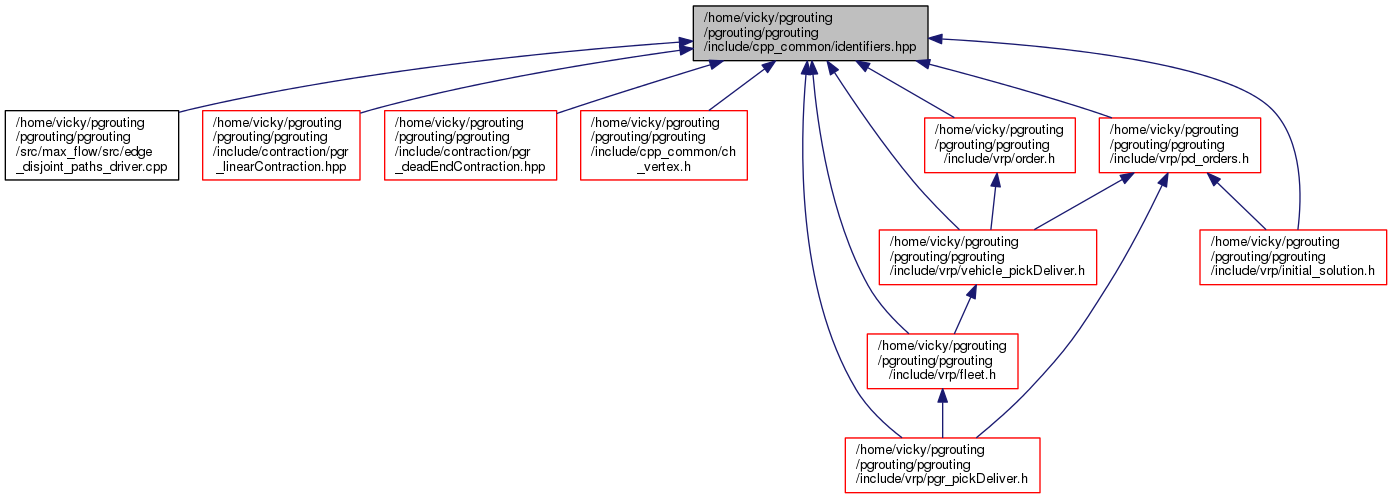 /home/vicky/pgrouting
/pgrouting/pgrouting
/include/cpp_common/identifiers.hpp
/home/vicky/pgrouting
/pgrouting/pgrouting
/src/max_flow/src/edge
_disjoint_paths_driver.cpp
/home/vicky/pgrouting
/pgrouting/pgrouting
/include/contraction/pgr
_linearContraction.hpp
/home/vicky/pgrouting
/pgrouting/pgrouting
/include/contraction/pgr
_deadEndContraction.hpp
/home/vicky/pgrouting
/pgrouting/pgrouting
/include/cpp_common/ch
_vertex.h
/home/vicky/pgrouting
/pgrouting/pgrouting
/include/vrp/order.h
/home/vicky/pgrouting
/pgrouting/pgrouting
/include/vrp/pd_orders.h
/home/vicky/pgrouting
/pgrouting/pgrouting
/include/vrp/vehicle_pickDeliver.h
/home/vicky/pgrouting
/pgrouting/pgrouting
/include/vrp/initial_solution.h
/home/vicky/pgrouting
/pgrouting/pgrouting
/include/vrp/fleet.h
/home/vicky/pgrouting
/pgrouting/pgrouting
/include/vrp/pgr_pickDeliver.h